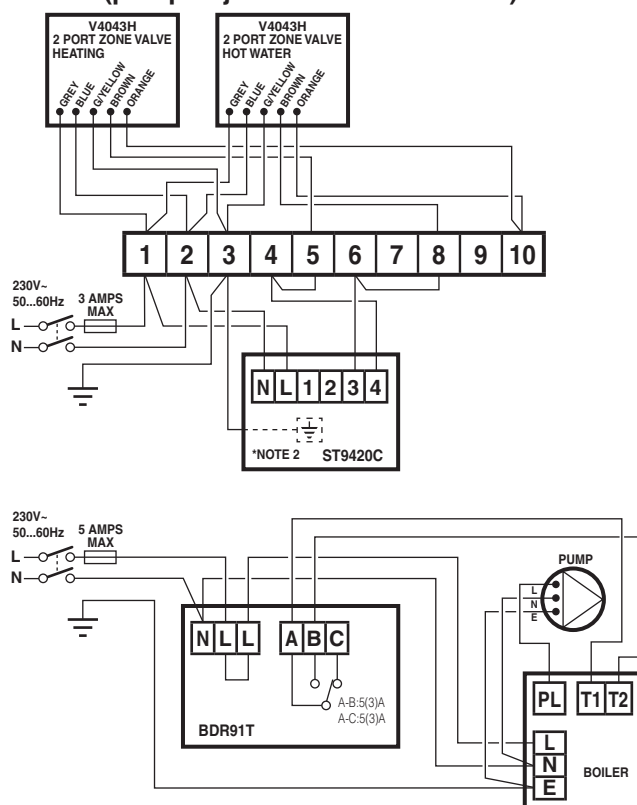 V4043H
2 PORT ZONE VALVE
HEATING
GREY
BLUE
G/YELLOW
BROWN
ORANGE
V4043H
2 PORT ZONE VALVE
HOT WATER
GREY
BLUE
G/YELLOW
BROWN
ORANGE
1 2 3 4 5 6 7 8 9 10
230V~
50...60Hz
3 AMPS
MAX
L
N
N L 1 2 3 4
*NOTE 2 ST9420C
230V~
50...60Hz
5 AMPS
MAX
L
N
PUMP
L
N
E
N L L A B C
A-B:5(3)A
A-C:5(3)A
BDR91T
PL T1 T2
L
N
E
BOILER